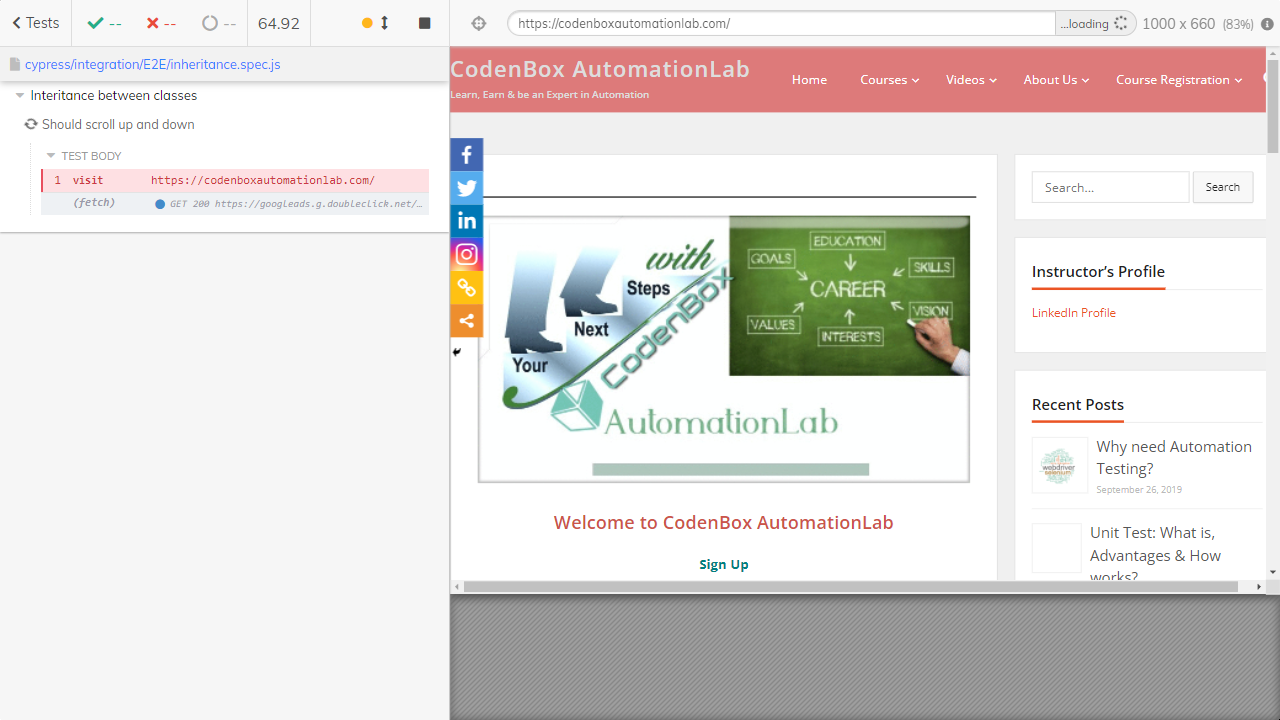 Tests
--
--
--
64.92
https://codenboxautomationlab.com/
...loading
1000 x 660 (83%)
cypress/integration/E2E/inheritance.spec.js
Interitance between classes
Should scroll up and down
TEST BODY
1 visit https://codenboxautomationlab.com/
(fetch) GET 200 https://googleads.g.doubleclick.net/…
CodenBox AutomationLab
Learn, Earn & be an Expert in Automation
Home
Courses
Videos
About Us
Course Registration
with
Steps
Next
Your
CodenBox
AutomationLab
EDUCATION
GOALS
SKILLS
CAREER
VALUES
VISION
INTERESTS
Welcome to CodenBox AutomationLab
Sign Up
Search...
Search
Instructor’s Profile
LinkedIn Profile
Recent Posts
webdriver
selenium
Why need Automation
Testing?
September 26, 2019
Unit Test: What is,
Advantages & How
works?